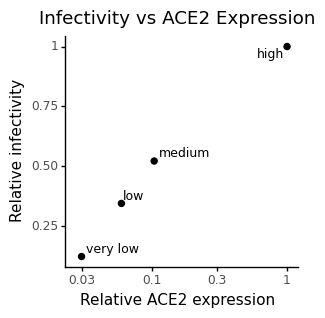 Infectivity vs ACE2 Expression
Relative infectivity
1
0.75
0.50
0.25
high
medium
low
very low
0.03
0.1
0.3
1
Relative ACE2 expression